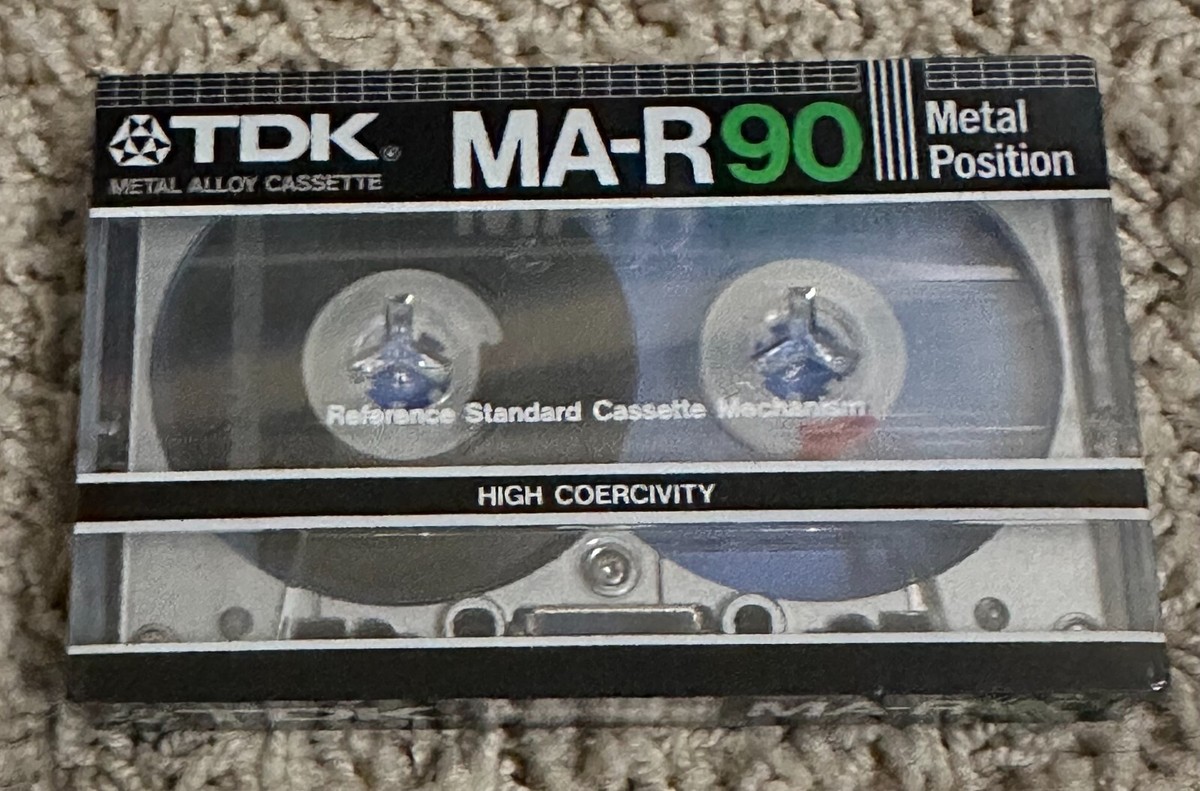 TDK®
METAL ALLOY CASSETTE
MA-R90
Metal
Position
Reference Standard Cassette Mechanism
HIGH COERCIVITY